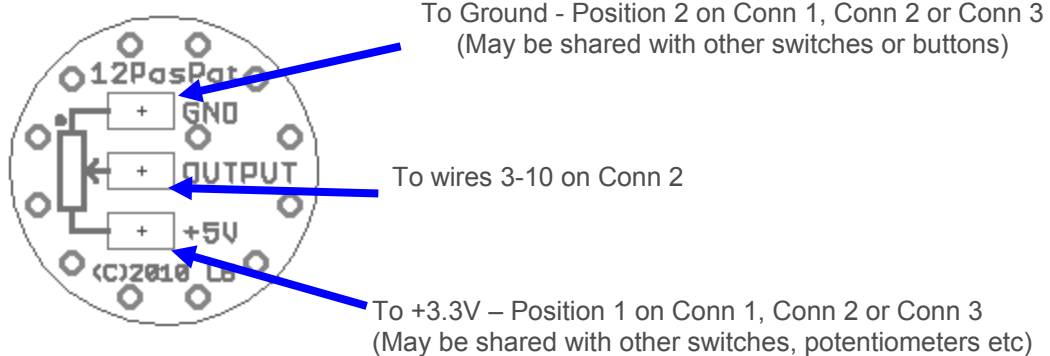 To Ground - Position 2 on Conn 1, Conn 2 or Conn 3
(May be shared with other switches or buttons)
12PosPot
GND
To wires 3-10 on Conn 2
OUTPUT
+5V
(C)2010 LB
To +3.3V – Position 1 on Conn 1, Conn 2 or Conn 3
(May be shared with other switches, potentiometers etc)